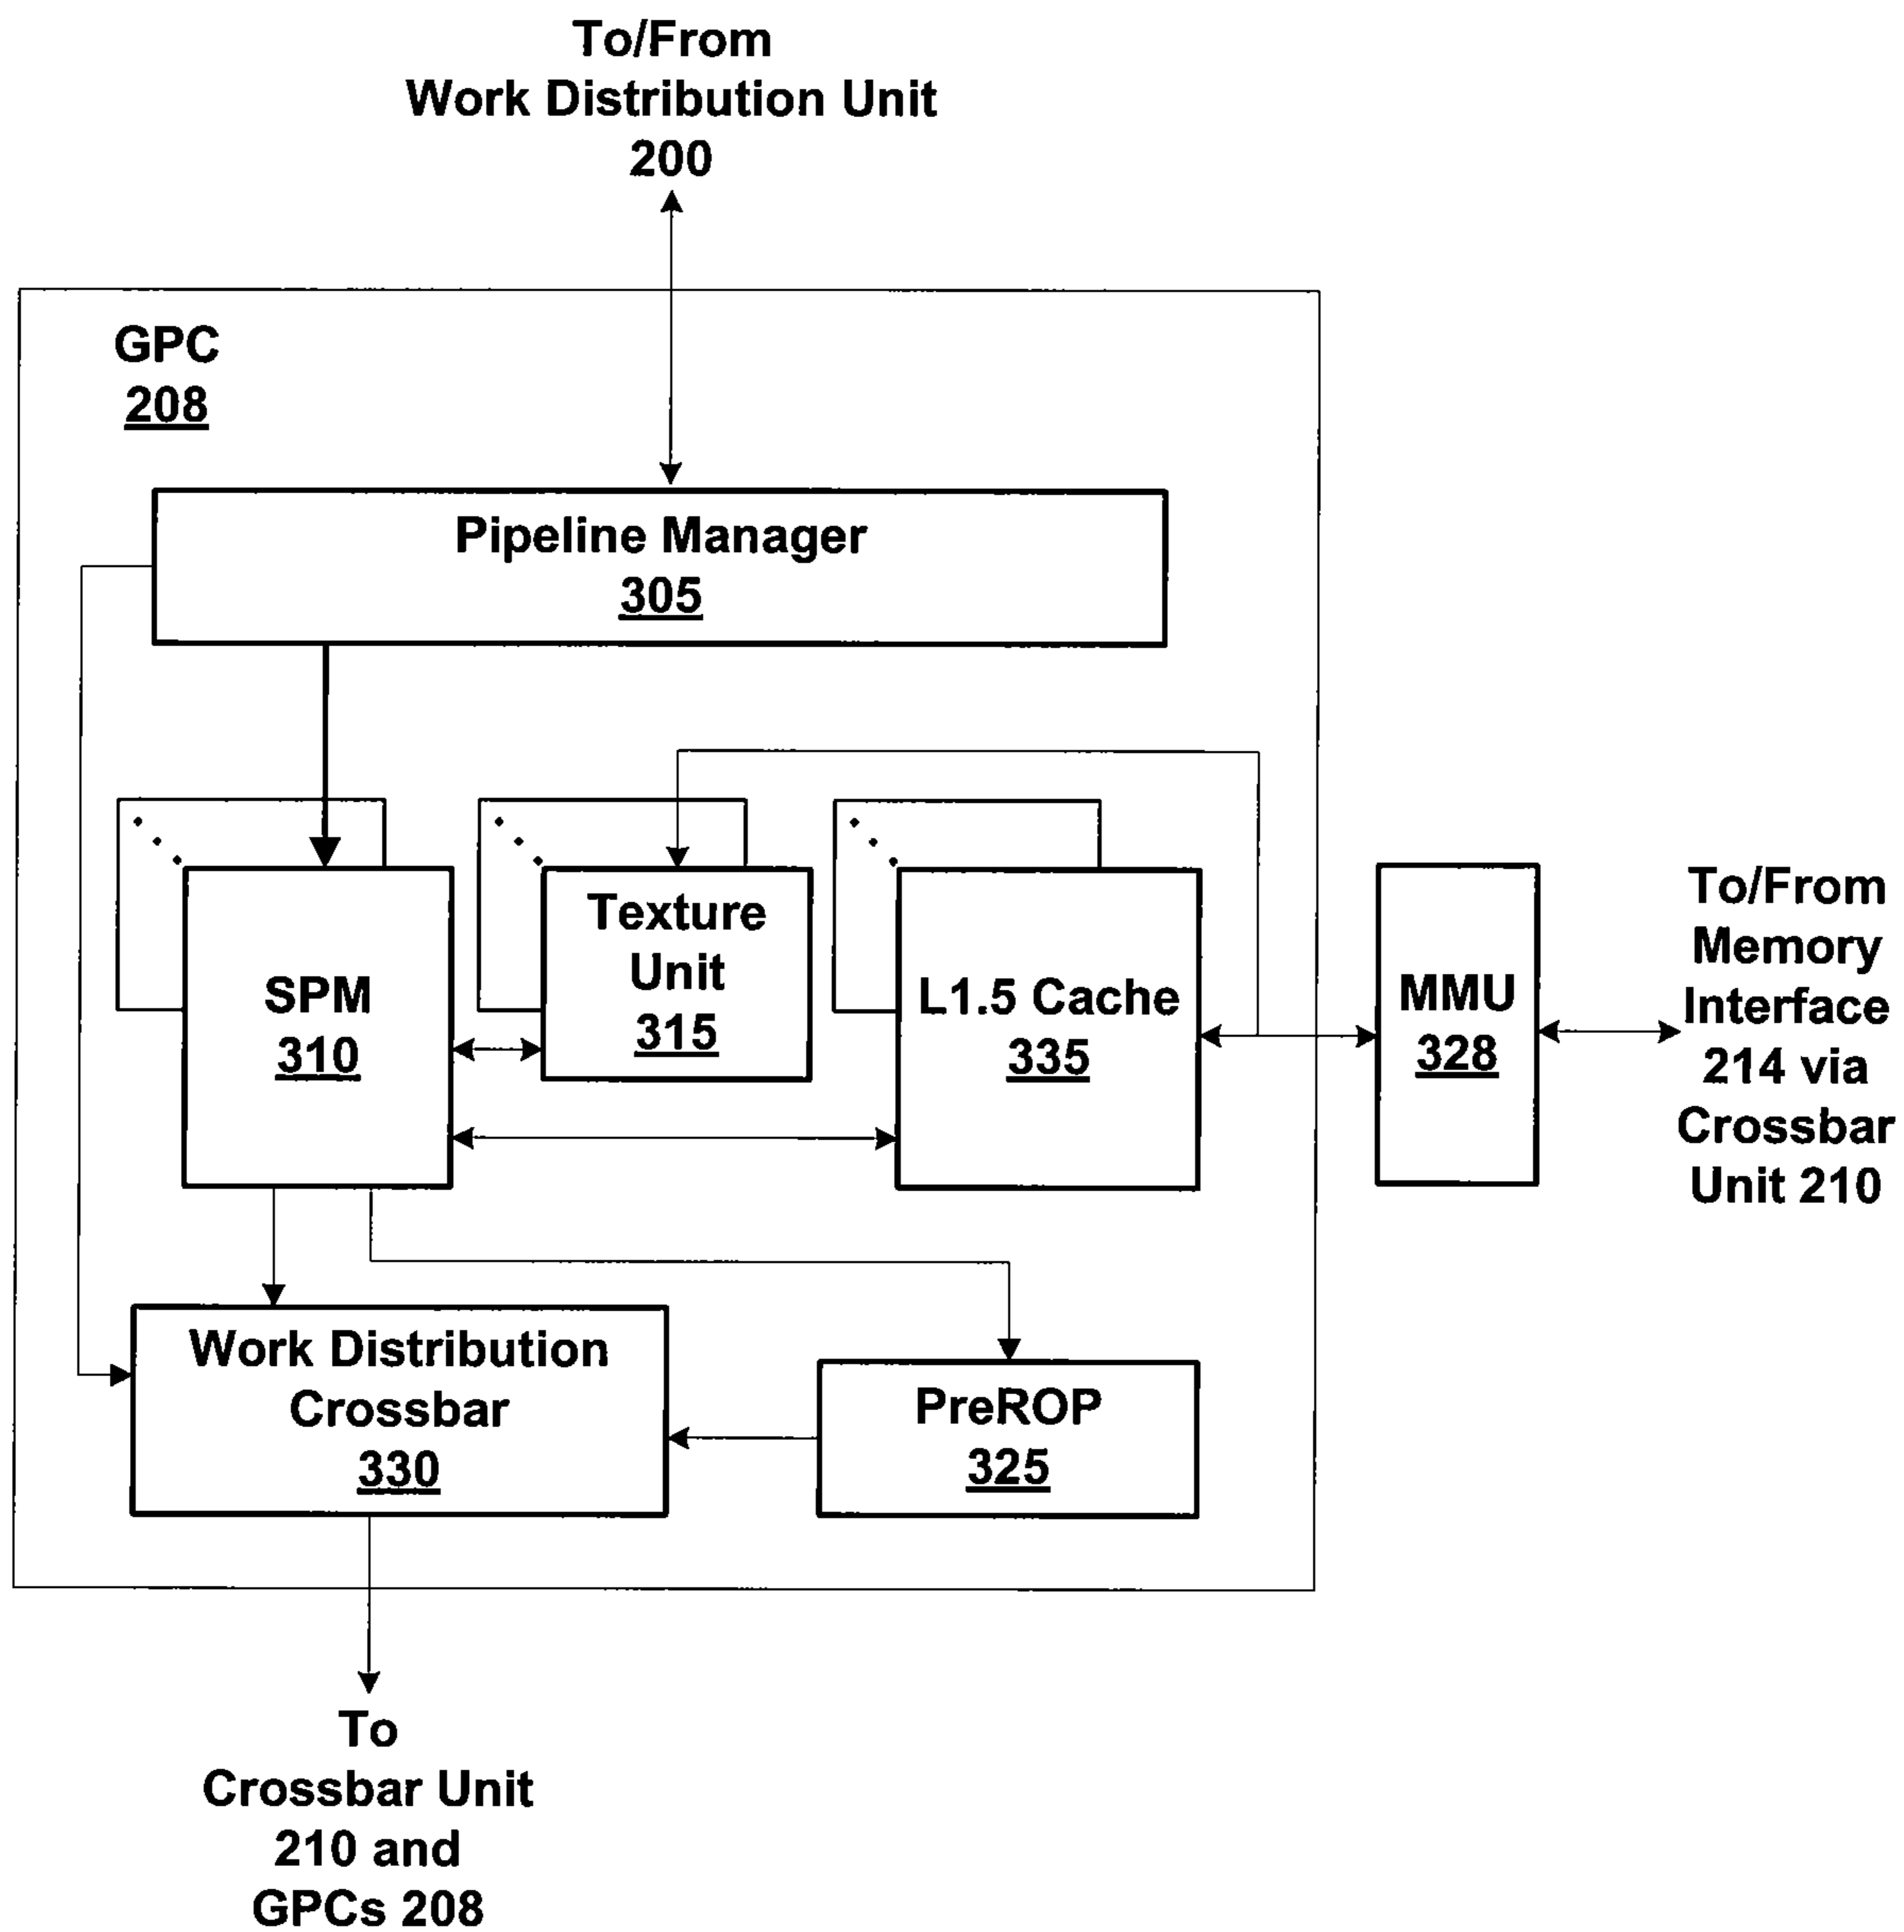 To/From
Work Distribution Unit
200
GPC
208
Pipeline Manager
305
SPM
310
Texture
Unit
315
L1.5 Cache
335
MMU
328
To/From
Memory
Interface
214 via
Crossbar
Unit 210
Work Distribution
Crossbar
330
PreROP
325
To
Crossbar Unit
210 and
GPCs 208